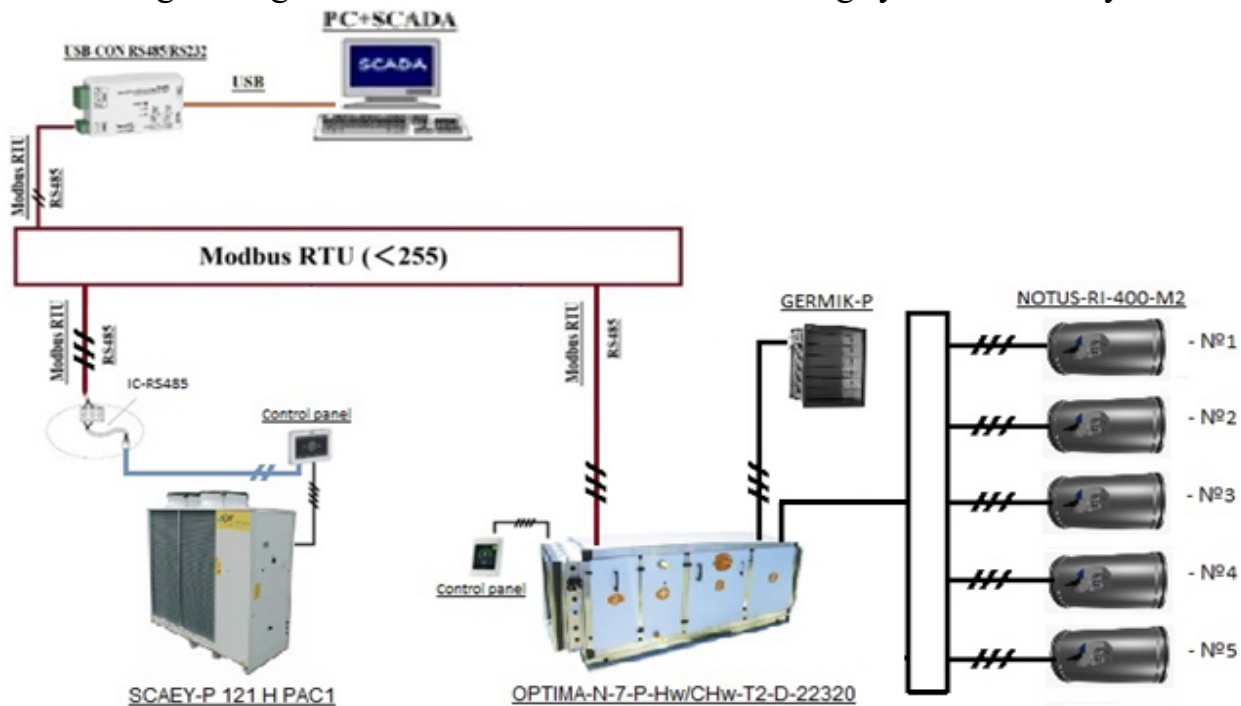 PC+SCADA
USB CON RS485/RS232
USB
SCADA
Modbus RTU
RS485
Modbus RTU (<255)
Modbus RTU
RS485
Modbus RTU
RS485
IC-RS485
Control panel
GERMIK-P
NOTUS-RI-400-M2
- №1
- №2
- №3
- №4
- №5
Control panel
SCAEY-P 121 H PAC1
OPTIMA-N-7-P-Hw/CHw-T2-D-22320